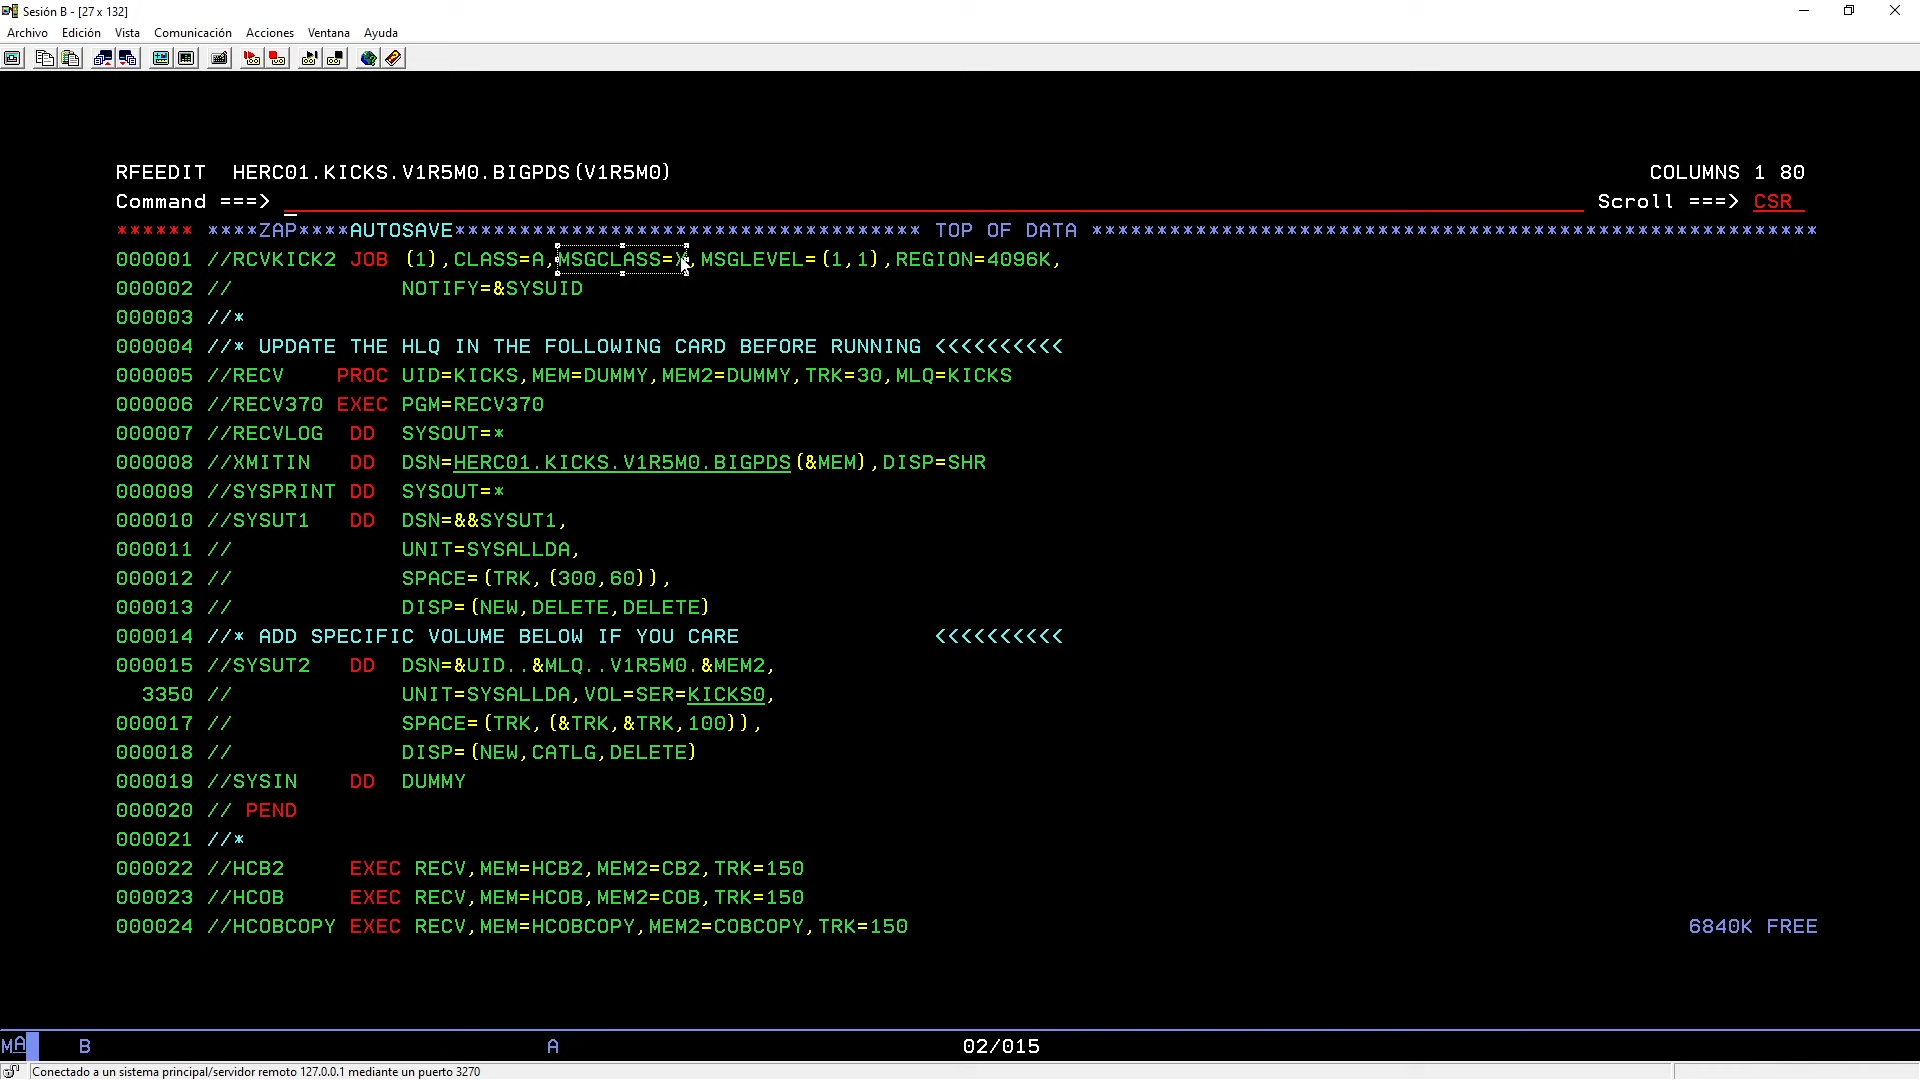 Sesión B - [27 x 132]
Archivo Edición Vista Comunicación Acciones Ventana Ayuda
RFEEDIT  HERC01.KICKS.V1R5M0.BIGPDS(V1R5M0) COLUMNS 1 80
Command ===> Scroll ===> CSR
****** ****ZAP****AUTOSAVE************************************ TOP OF DATA ********************************************************
000001 //RCVKICK2 JOB (1),CLASS=A,MSGCLASS=X,MSGLEVEL=(1,1),REGION=4096K,
000002 //             NOTIFY=&SYSUID
000003 //*
000004 //* UPDATE THE HLQ IN THE FOLLOWING CARD BEFORE RUNNING <<<<<<<<<<
000005 //RECV    PROC UID=KICKS,MEM=DUMMY,MEM2=DUMMY,TRK=30,MLQ=KICKS
000006 //RECV370 EXEC PGM=RECV370
000007 //RECVLOG  DD  SYSOUT=*
000008 //XMITIN   DD  DSN=HERC01.KICKS.V1R5M0.BIGPDS(&MEM),DISP=SHR
000009 //SYSPRINT DD  SYSOUT=*
000010 //SYSUT1   DD  DSN=&&SYSUT1,
000011 //             UNIT=SYSALLDA,
000012 //             SPACE=(TRK,(300,60)),
000013 //             DISP=(NEW,DELETE,DELETE)
000014 //* ADD SPECIFIC VOLUME BELOW IF YOU CARE               <<<<<<<<<<
000015 //SYSUT2   DD  DSN=&UID..&MLQ..V1R5M0.&MEM2,
  3350 //             UNIT=SYSALLDA,VOL=SER=KICKS0,
000017 //             SPACE=(TRK,(&TRK,&TRK,100)),
000018 //             DISP=(NEW,CATLG,DELETE)
000019 //SYSIN    DD  DUMMY
000020 // PEND
000021 //*
000022 //HCB2     EXEC RECV,MEM=HCB2,MEM2=CB2,TRK=150
000023 //HCOB     EXEC RECV,MEM=HCOB,MEM2=COB,TRK=150
000024 //HCOBCOPY EXEC RECV,MEM=HCOBCOPY,MEM2=COBCOPY,TRK=150 6840K FREE
MA B A 02/015
Conectado a un sistema principal/servidor remoto 127.0.0.1 mediante un puerto 3270